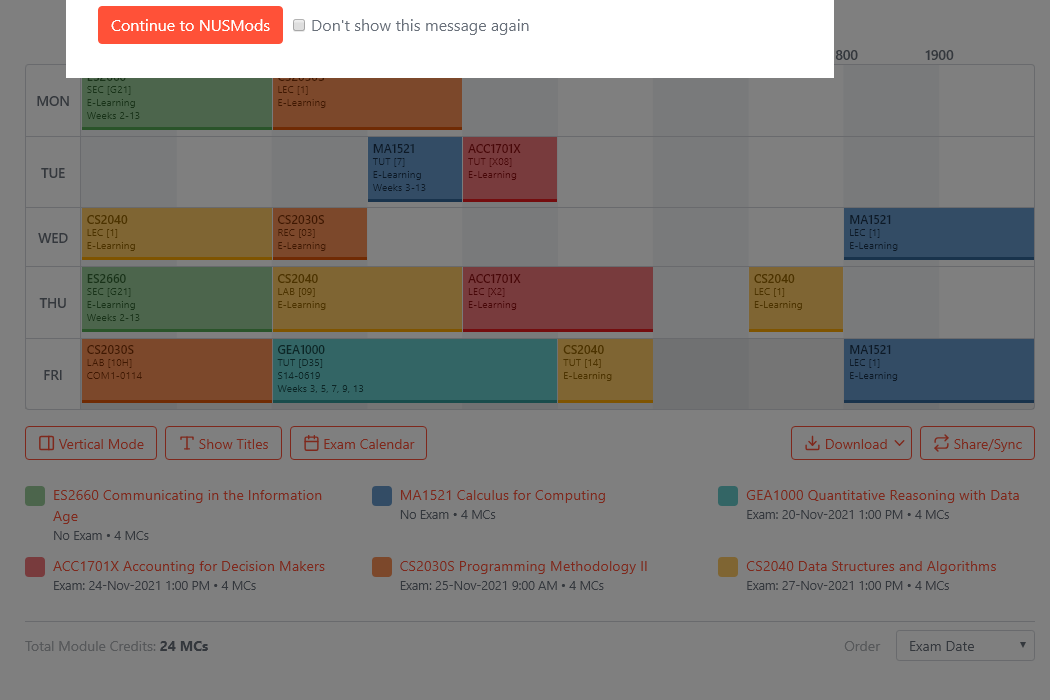 Continue to NUSMods
Don't show this message again
800
1900
MON
ES2660
SEC [G21]
E-Learning
Weeks 2-13
CS2030S
LEC [1]
E-Learning
TUE
MA1521
TUT [7]
E-Learning
Weeks 3-13
ACC1701X
TUT [X08]
E-Learning
WED
CS2040
LEC [1]
E-Learning
CS2030S
REC [03]
E-Learning
MA1521
LEC [1]
E-Learning
THU
ES2660
SEC [G21]
E-Learning
Weeks 2-13
CS2040
LAB [09]
E-Learning
ACC1701X
LEC [X2]
E-Learning
CS2040
LEC [1]
E-Learning
FRI
CS2030S
LAB [10H]
COM1-0114
GEA1000
TUT [D35]
S14-0619
Weeks 3, 5, 7, 9, 13
CS2040
TUT [14]
E-Learning
MA1521
LEC [1]
E-Learning
Vertical Mode
Show Titles
Exam Calendar
Download
Share/Sync
ES2660 Communicating in the Information
Age
No Exam • 4 MCs
MA1521 Calculus for Computing
No Exam • 4 MCs
GEA1000 Quantitative Reasoning with Data
Exam: 20-Nov-2021 1:00 PM • 4 MCs
ACC1701X Accounting for Decision Makers
Exam: 24-Nov-2021 1:00 PM • 4 MCs
CS2030S Programming Methodology II
Exam: 25-Nov-2021 9:00 AM • 4 MCs
CS2040 Data Structures and Algorithms
Exam: 27-Nov-2021 1:00 PM • 4 MCs
Total Module Credits: 24 MCs
Order
Exam Date